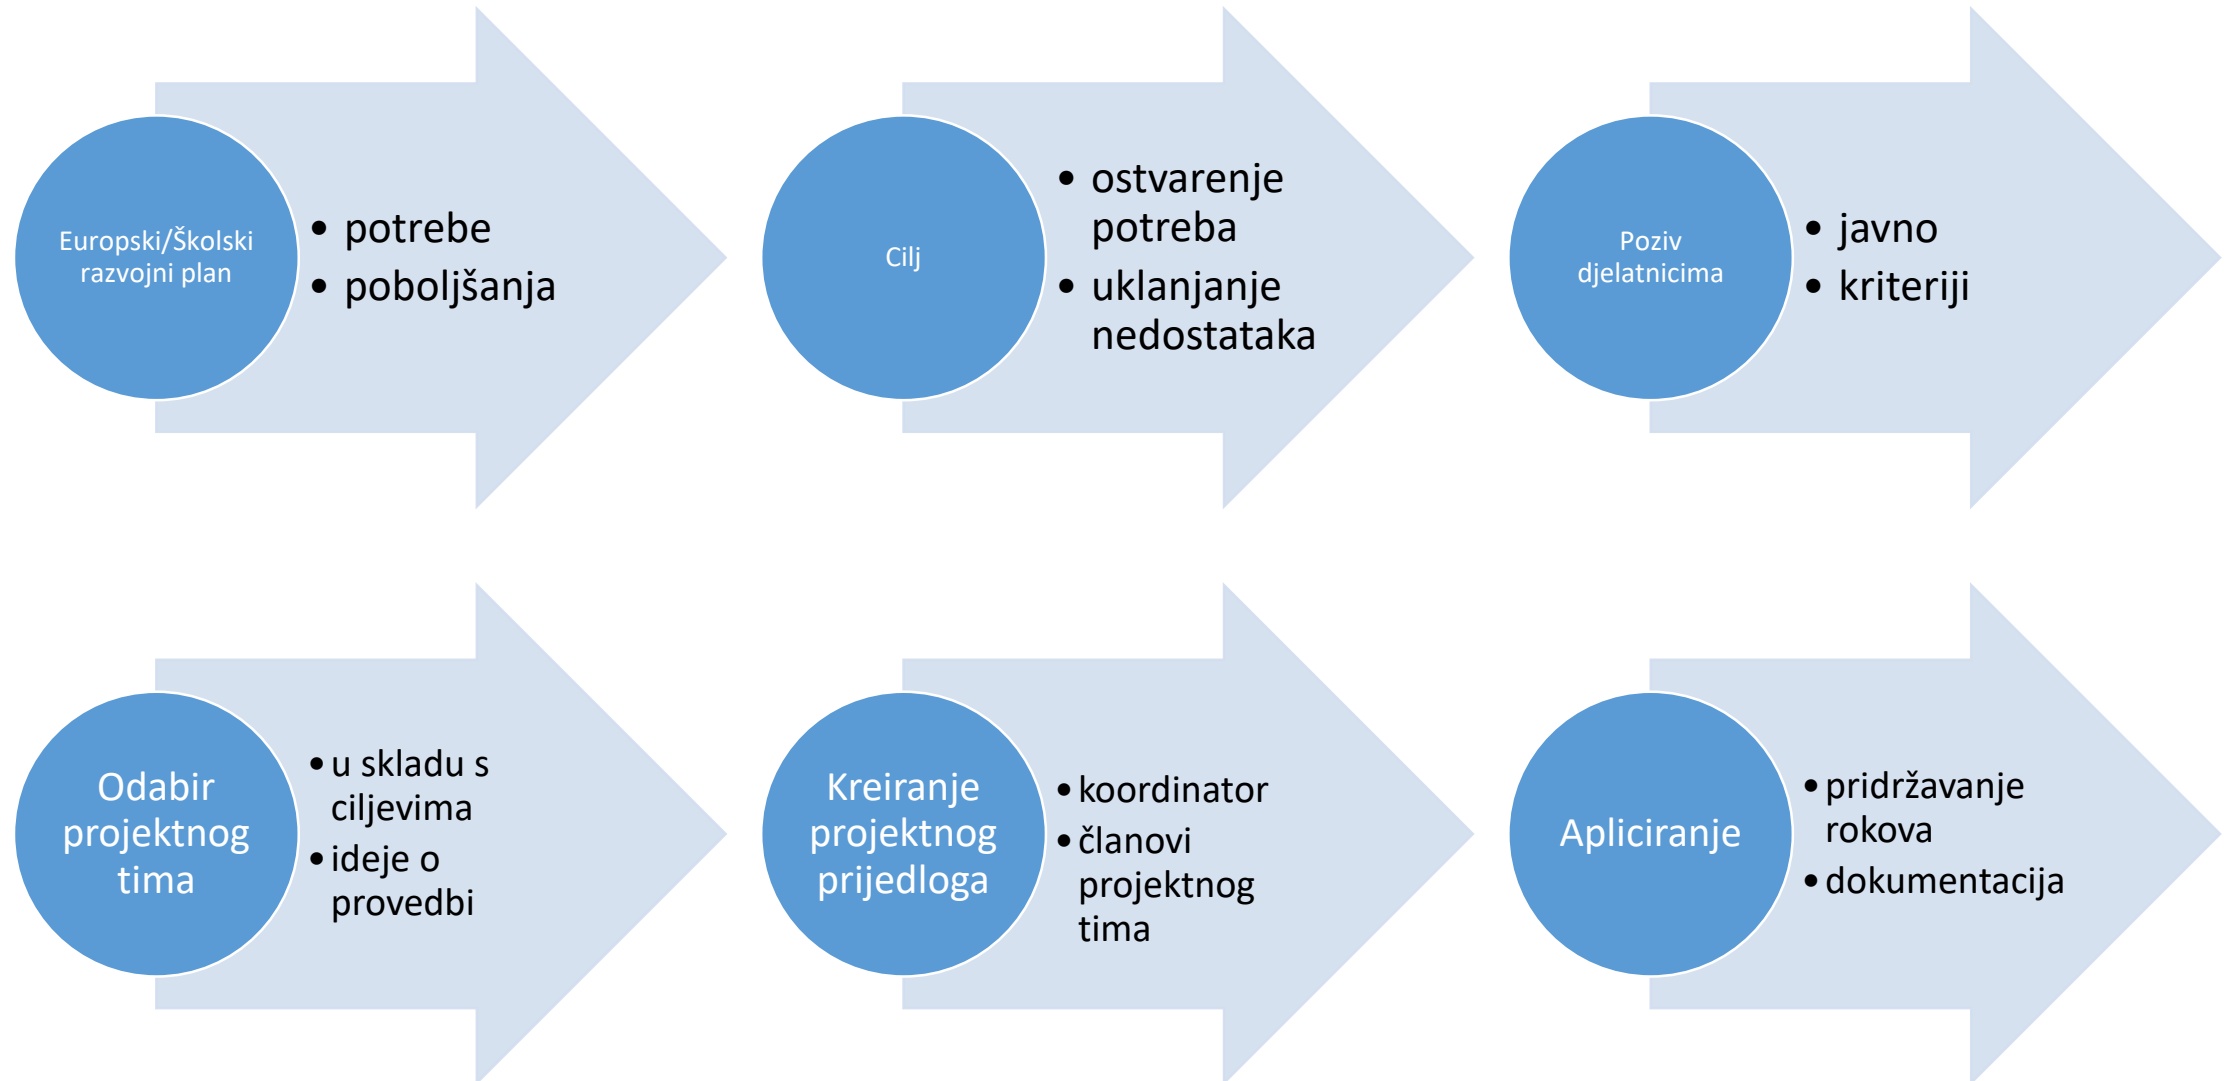 Europski/Školski
razvojni plan
• potrebe
• poboljšanja
Cilj
• ostvarenje
potreba
• uklanjanje
nedostataka
Poziv
djelatnicima
• javno
• kriteriji
Odabir
projektnog
tima
• u skladu s
ciljevima
• ideje o
provedbi
Kreiranje
projektnog
prijedloga
• koordinator
• članovi
projektnog
tima
Apliciranje
• pridržavanje
rokova
• dokumentacija